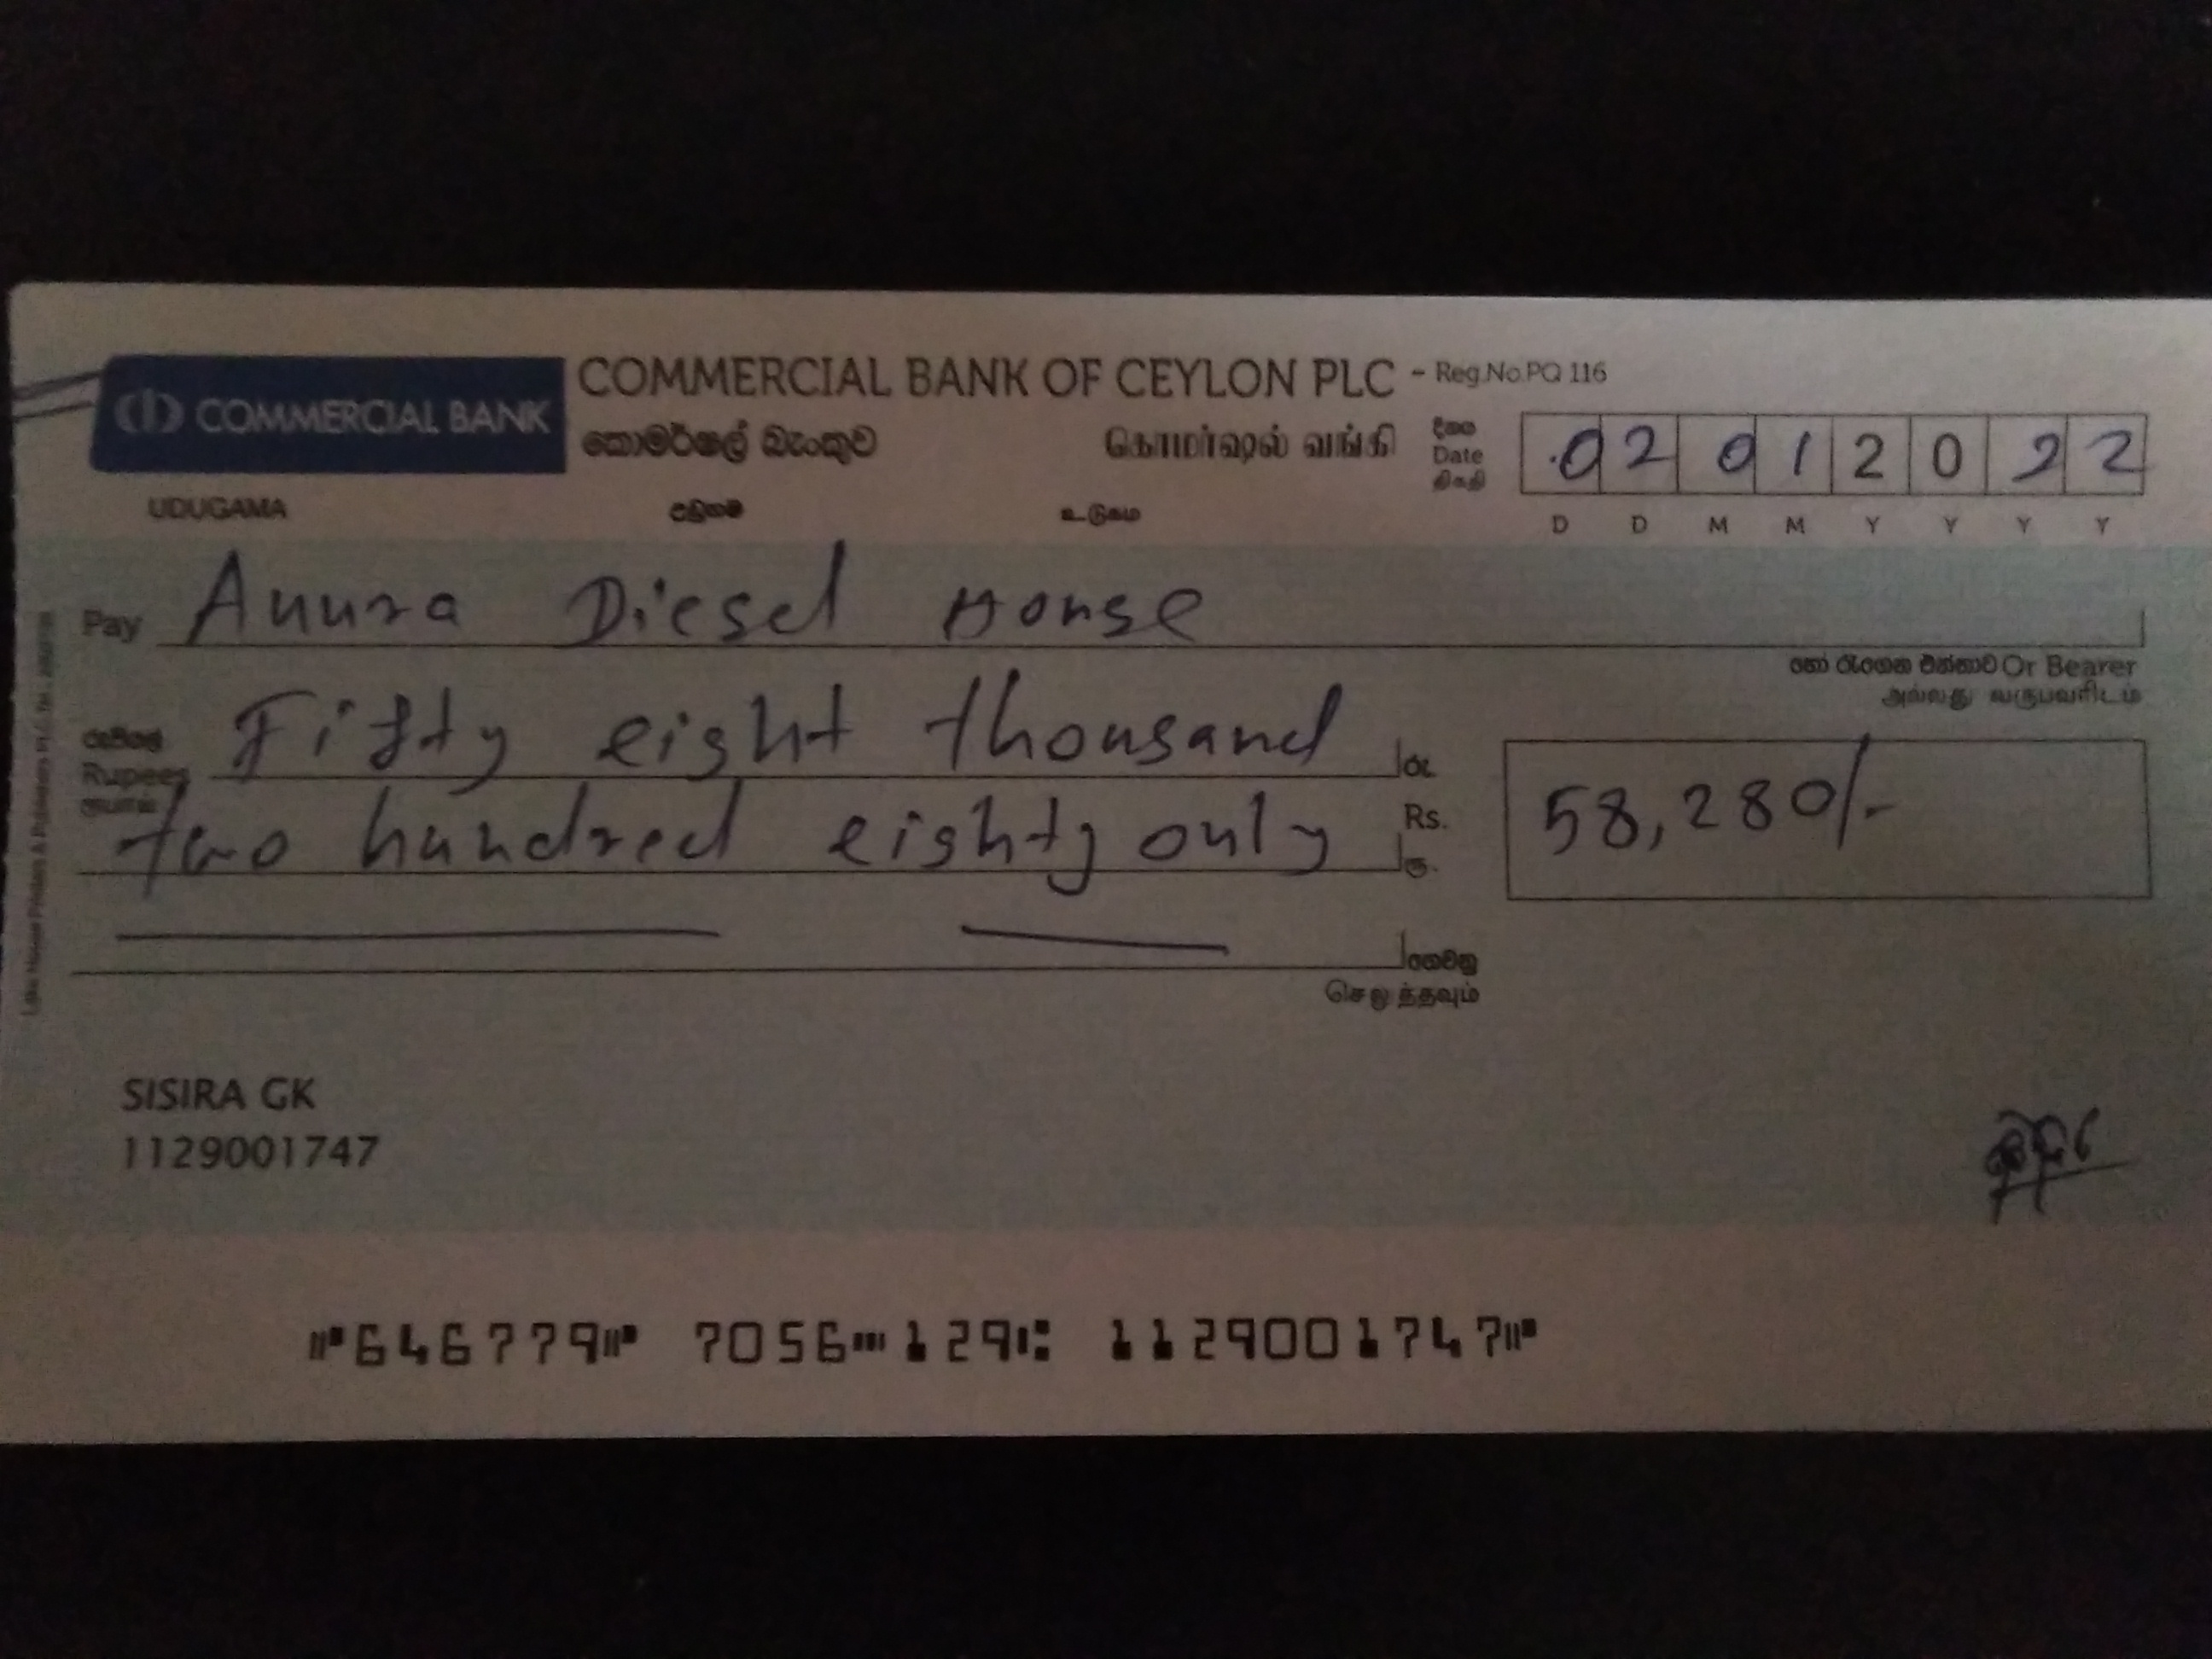 COMMERCIAL BANK
COMMERCIAL BANK OF CEYLON PLC - Reg.No.PQ 116
කොමර්ෂල් බැංකුව கொமர்ஷல் வங்கி
දිනය
Date 02 01 2022
திகதி
UDUGAMA උඩුගම உடுகம
D D M M Y Y Y Y
Pay Anura Diesel House
හෝ රැගෙන එන්නාට Or Bearer
அல்லது வருபவரிடம்
රුපියල් Fifty eight thousand රු.
Rupees
ரூபாய் two hundred eighty only Rs. 58,280/-
ரூ.
ගෙවනු
செலுத்தவும்
SISIRA GK
1129001747
⑈646779⑈ 7056⑉129⑆ 1129001747⑈